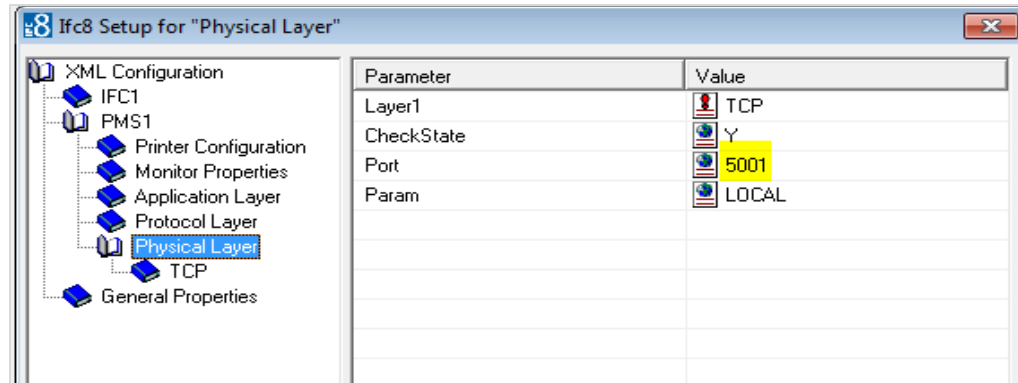 Ifc8 Setup for "Physical Layer"
XML Configuration
IFC1
PMS1
Printer Configuration
Monitor Properties
Application Layer
Protocol Layer
Physical Layer
TCP
General Properties
Parameter Value
Layer1 TCP
CheckState Y
Port 5001
Param LOCAL